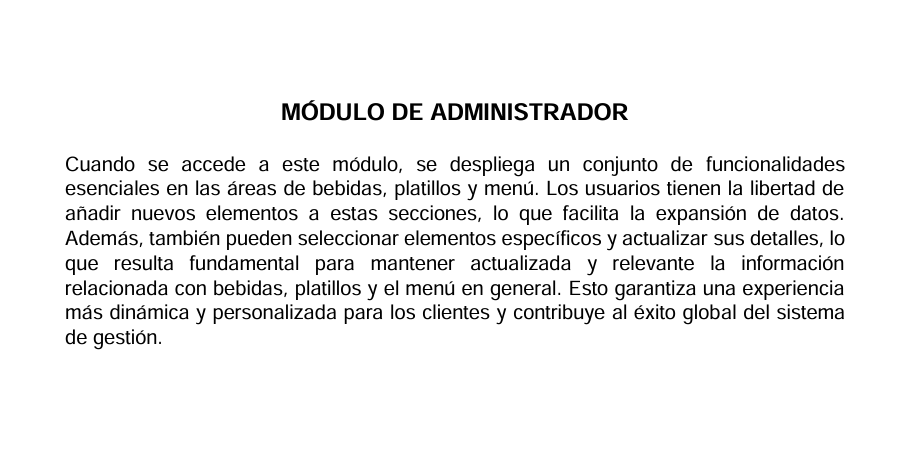 MÓDULO DE ADMINISTRADOR
Cuando se accede a este módulo, se despliega un conjunto de funcionalidades
esenciales en las áreas de bebidas, platillos y menú. Los usuarios tienen la libertad de
añadir nuevos elementos a estas secciones, lo que facilita la expansión de datos.
Además, también pueden seleccionar elementos específicos y actualizar sus detalles, lo
que resulta fundamental para mantener actualizada y relevante la información
relacionada con bebidas, platillos y el menú en general. Esto garantiza una experiencia
más dinámica y personalizada para los clientes y contribuye al éxito global del sistema
de gestión.